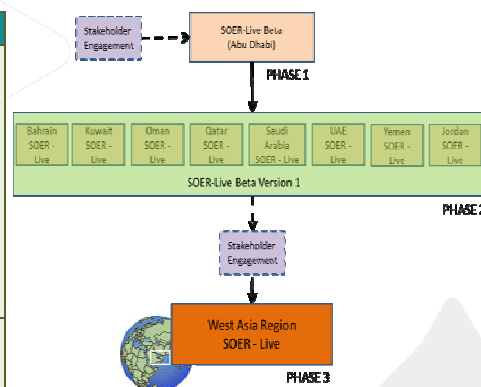 Stakeholder
Engagement
SOER-Live Beta
(Abu Dhabi)
PHASE 1
Bahrain
SOER -
Live
Kuwait
SOER -
Live
Oman
SOER -
Live
Qatar
SOER -
Live
Saudi
Arabia
SOER - Live
UAE
SOER -
Live
Yemen
SOER -
Live
Jordan
SOER -
Live
SOER-Live Beta Version 1
PHASE 2
Stakeholder
Engagement
West Asia Region
SOER - Live
PHASE 3